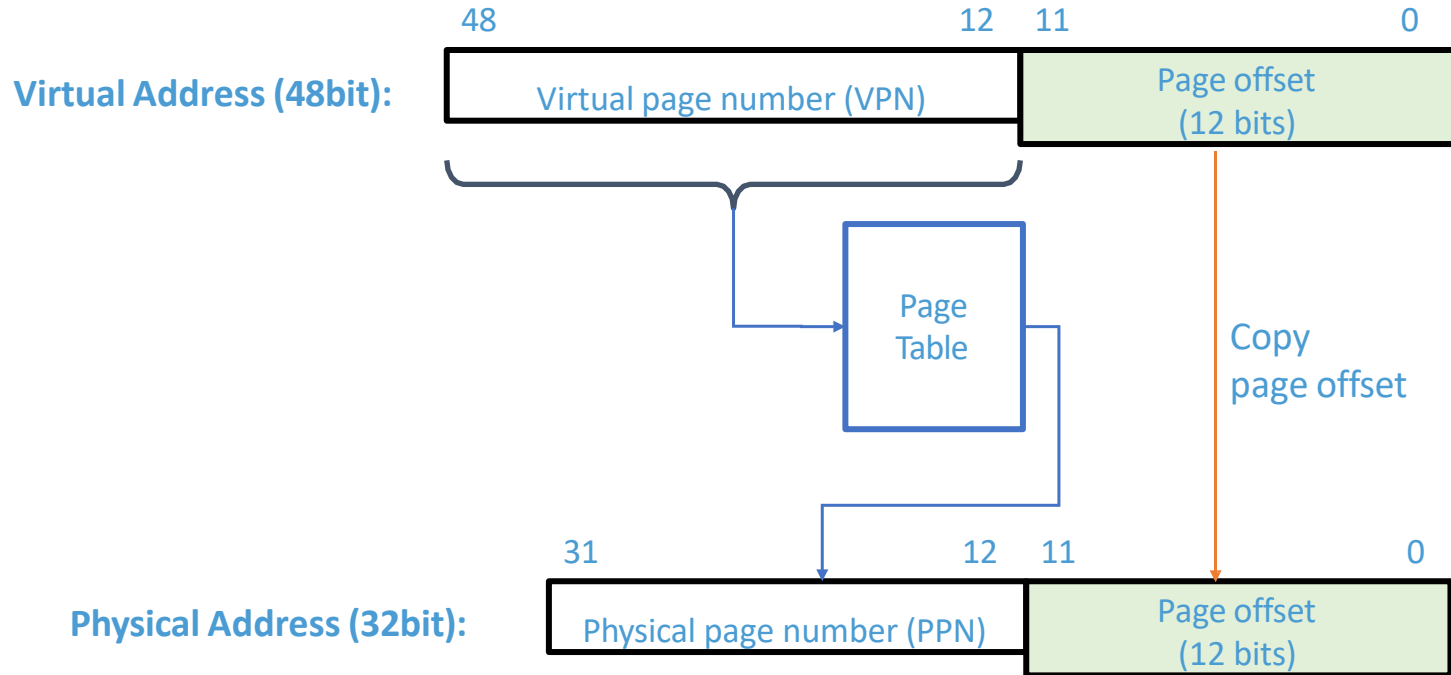 48 12 11 0
Virtual Address (48bit):
Virtual page number (VPN)
Page offset
(12 bits)
Page
Table
Copy
page offset
31 12 11 0
Physical Address (32bit):
Physical page number (PPN)
Page offset
(12 bits)